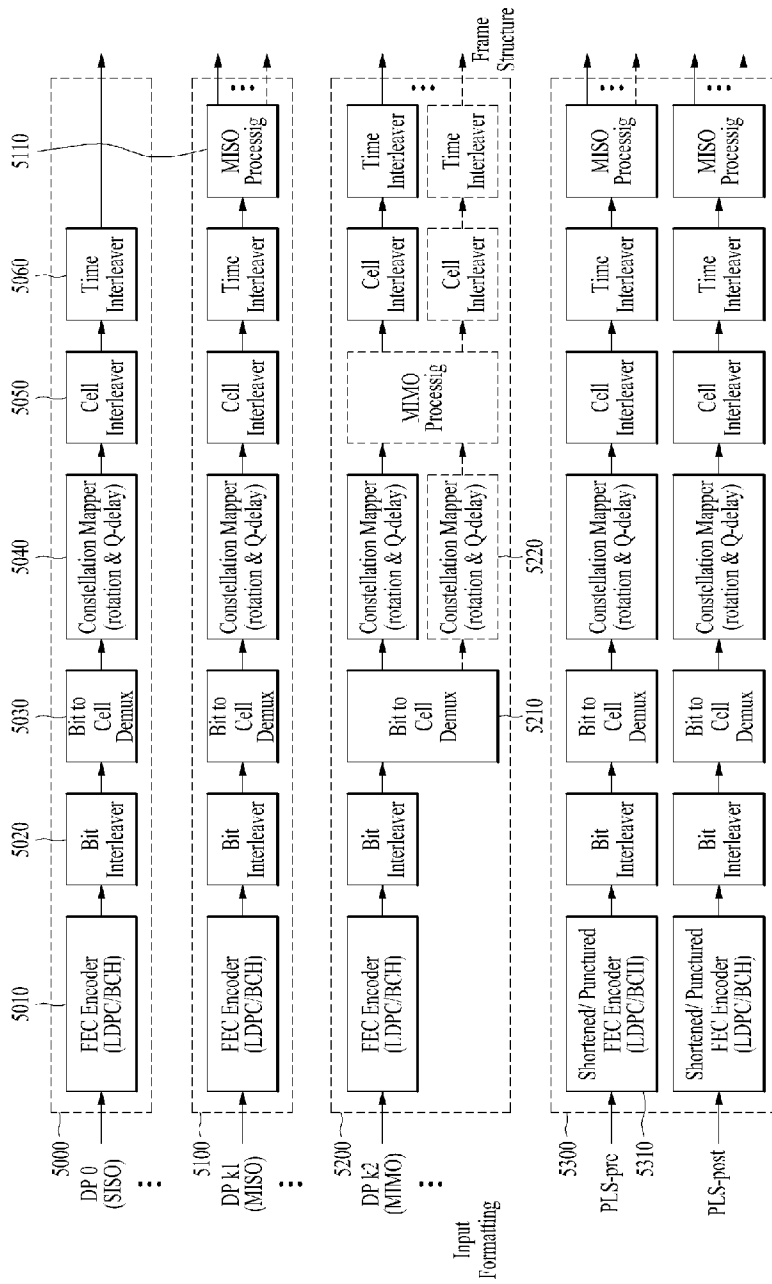 5010
5020
5030
5040
5050
5060
5110
5000
DP 0
(SISO)
FEC Encoder
(LDPC/BCH)
Bit
Interleaver
Bit to
Cell
Demux
Constellation Mapper
(rotation & Q-delay)
Cell
Interleaver
Time
Interleaver
5100
DP k1
(MISO)
FEC Encoder
(LDPC/BCH)
Bit
Interleaver
Bit to
Cell
Demux
Constellation Mapper
(rotation & Q-delay)
Cell
Interleaver
Time
Interleaver
MISO
Processig
5200
DP k2
(MIMO)
FEC Encoder
(LDPC/BCH)
Bit
Interleaver
Bit to Cell
Demux
Constellation Mapper
(rotation & Q-delay)
Constellation Mapper
(rotation & Q-delay)
MIMO
Processig
Cell
Interleaver
Time
Interleaver
Cell
Interleaver
Time
Interleaver
5210
5220
Input
Formatting
Frame
Structure
5300
PLS-prc
5310
Shortened/ Punctured
FEC Encoder
(LDPC/BCII)
Bit
Interleaver
Bit to
Cell
Demux
Constellation Mapper
(rotation & Q-delay)
Cell
Interleaver
Time
Interleaver
MISO
Processig
PLS-post
Shortened/ Punctured
FEC Encoder
(LDPC/BCH)
Bit
Interleaver
Bit to
Cell
Demux
Constellation Mapper
(rotation & Q-delay)
Cell
Interleaver
Time
Interleaver
MISO
Processig